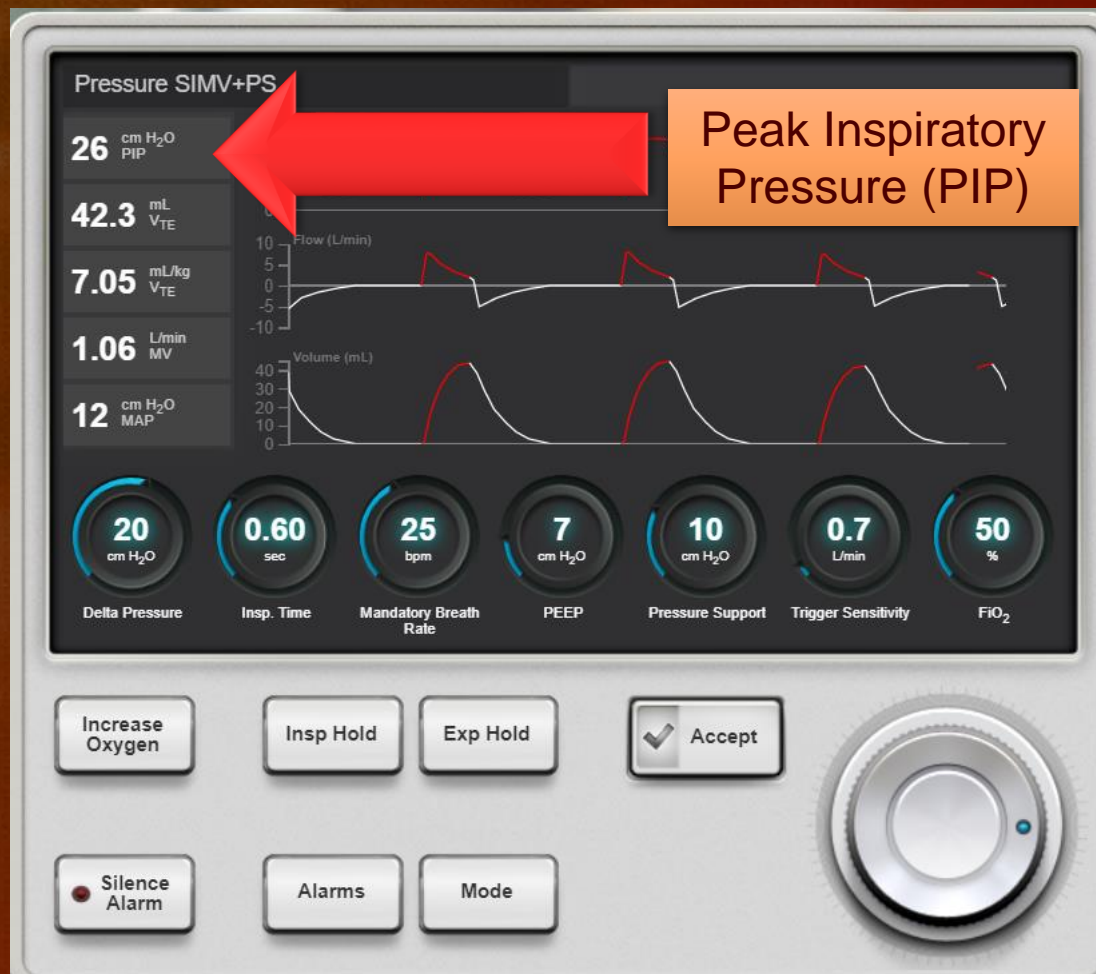 Pressure SIMV+PS
Peak Inspiratory
Pressure (PIP)
26 cm H2O
PIP
42.3 mL
VTE
7.05 mL/kg
VTE
1.06 L/min
MV
12 cm H2O
MAP
0
Flow (L/min)
10
5
0
-5
-10
Volume (mL)
40
30
20
10
0
20
cm H2O
Delta Pressure
0.60
sec
Insp. Time
25
bpm
Mandatory Breath
Rate
7
cm H2O
PEEP
10
cm H2O
Pressure Support
0.7
L/min
Trigger Sensitivity
50
%
FiO2
Increase
Oxygen
Insp Hold
Exp Hold
Accept
Silence
Alarm
Alarms
Mode